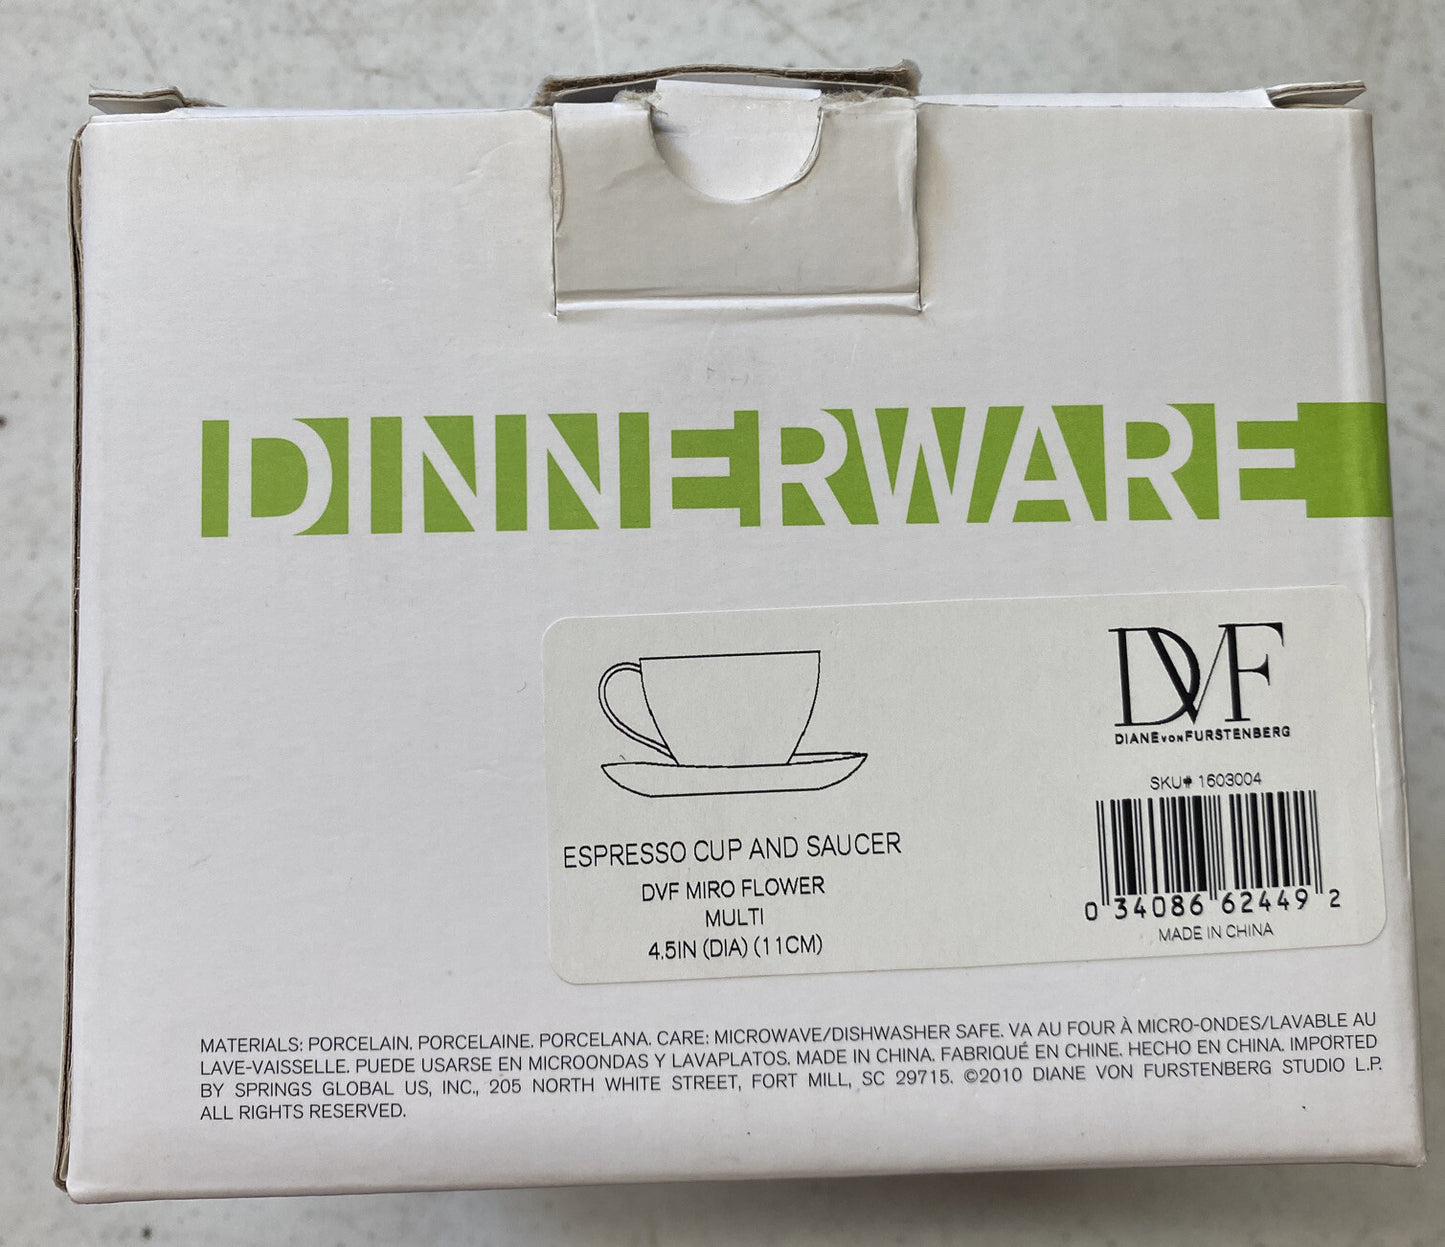 DINNERWARE
DVF
DIANE VON FURSTENBERG
SKU# 1603004
0 34086 62449 2
MADE IN CHINA
ESPRESSO CUP AND SAUCER
DVF MIRO FLOWER
MULTI
4.5IN (DIA) (11CM)
MATERIALS: PORCELAIN. PORCELAINE. PORCELANA. CARE: MICROWAVE/DISHWASHER SAFE. VA AU FOUR À MICRO-ONDES/LAVABLE AU
LAVE-VAISSELLE. PUEDE USARSE EN MICROONDAS Y LAVAPLATOS. MADE IN CHINA. FABRIQUÉ EN CHINE. HECHO EN CHINA. IMPORTED
BY SPRINGS GLOBAL US, INC., 205 NORTH WHITE STREET, FORT MILL, SC 29715. ©2010 DIANE VON FURSTENBERG STUDIO L.P.
ALL RIGHTS RESERVED.